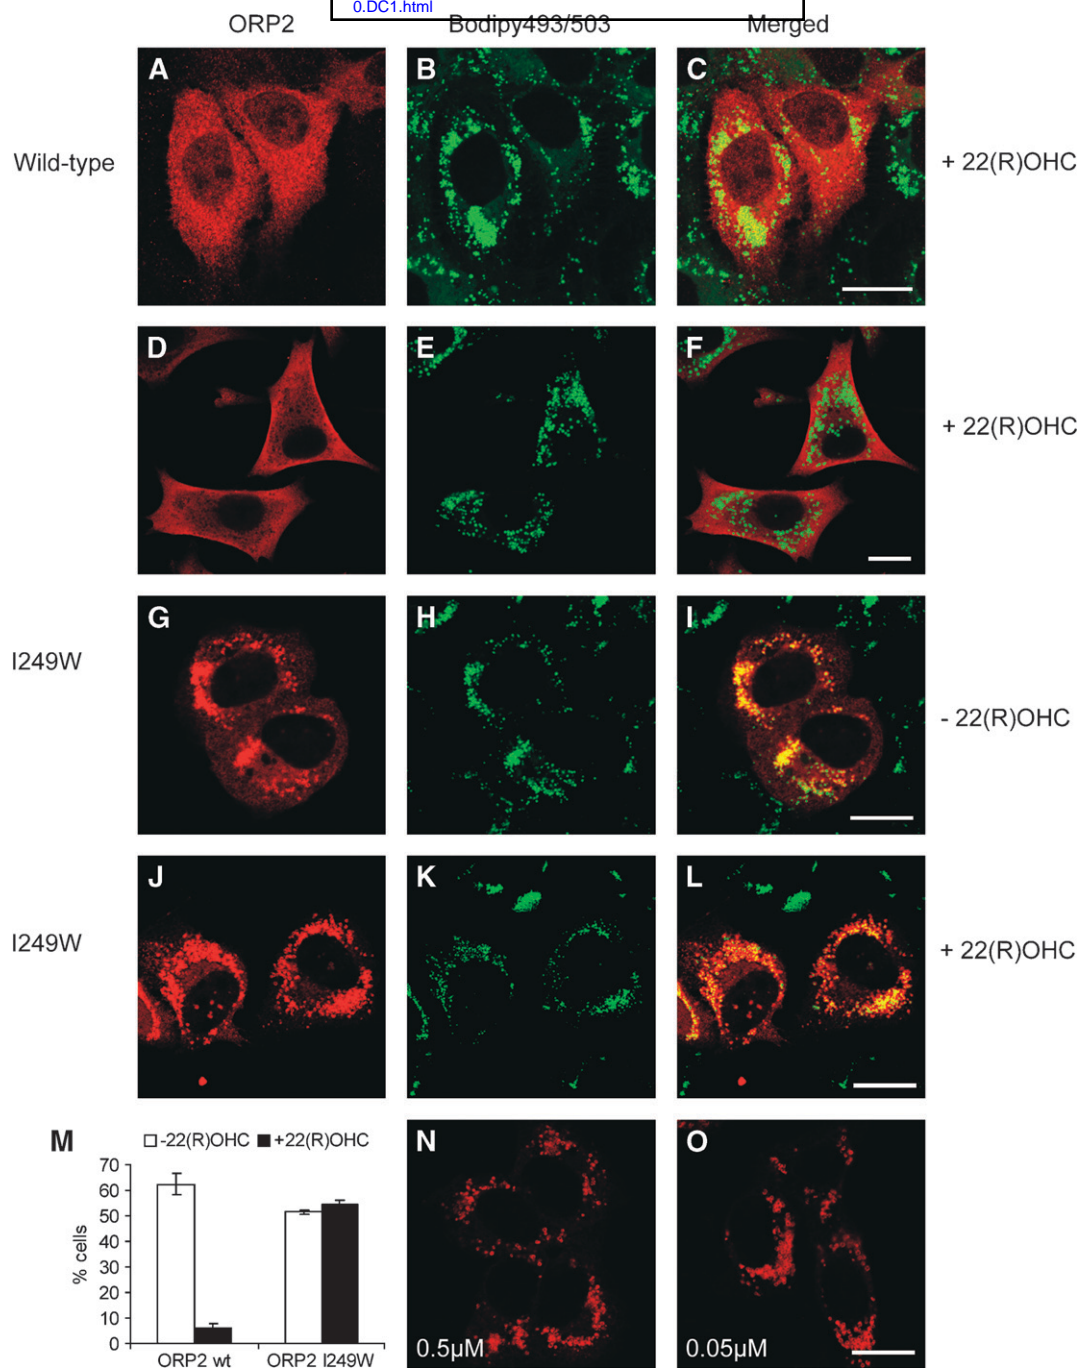 0.DC1.html
ORP2 Bodipy493/503 Merged
A B C
Wild-type + 22(R)OHC
D E F
+ 22(R)OHC
G H I
I249W - 22(R)OHC
J K L
I249W + 22(R)OHC
M -22(R)OHC +22(R)OHC N O
70
60
50
40
30
20
10
0
% cells
ORP2 wt ORP2 I249W
0.5µM 0.05µM